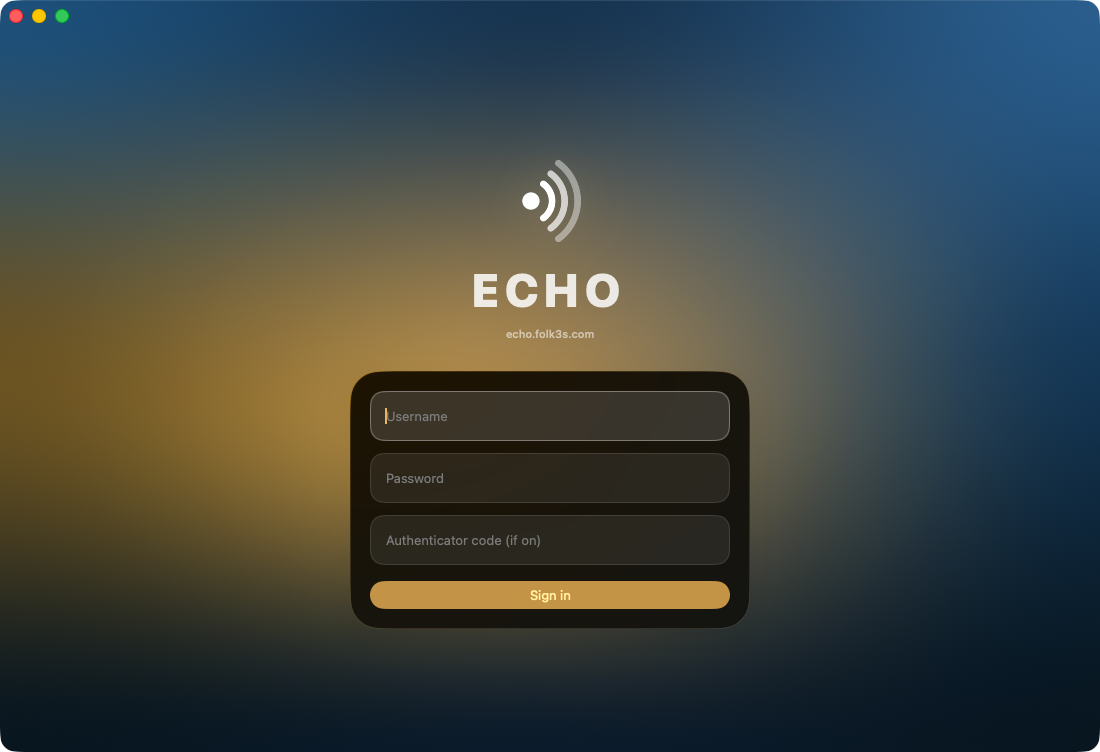 ECHO
echo.folk3s.com
Username
Password
Authenticator code (if on)
Sign in